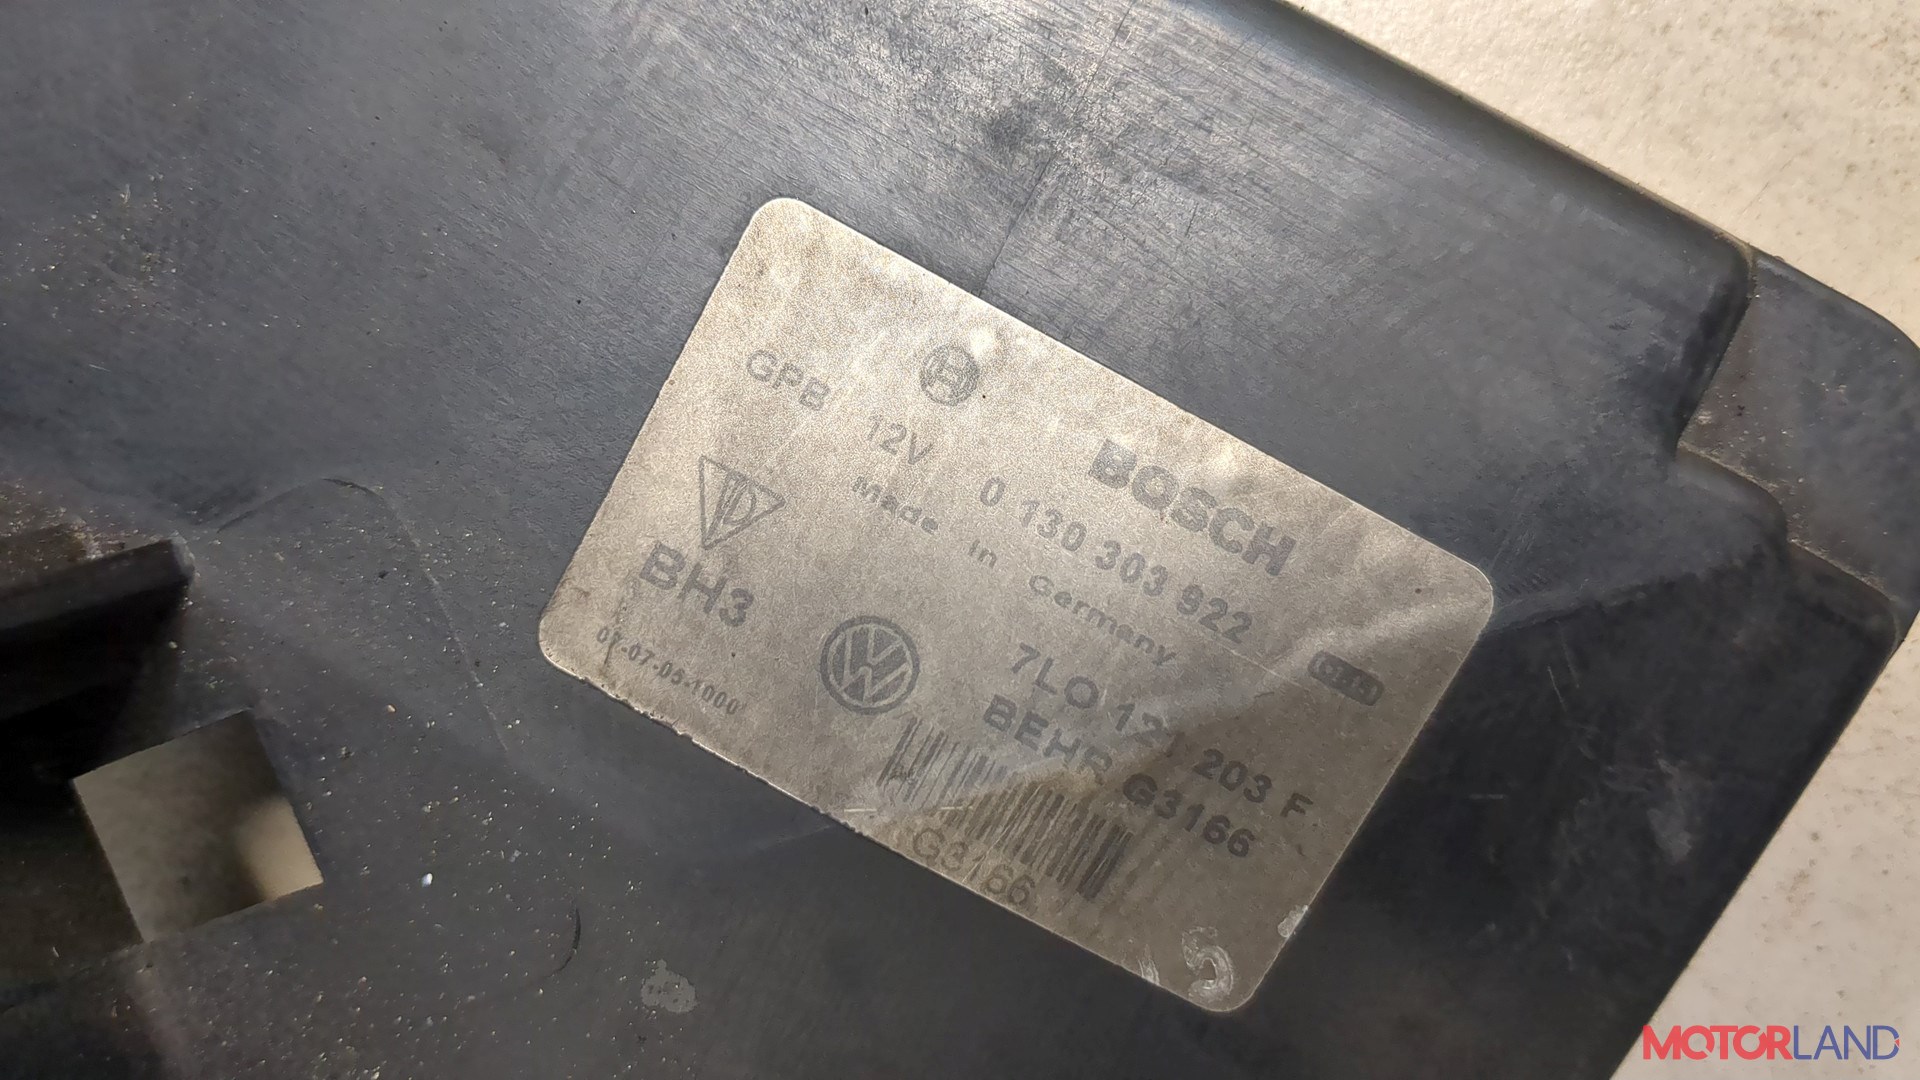 BOSCH
GPB 12V 0 130 303 922
Made in Germany
BH3
7L0 121 203 F
BEHR G3166
07-07-05-1000
G3166
MOTORLAND